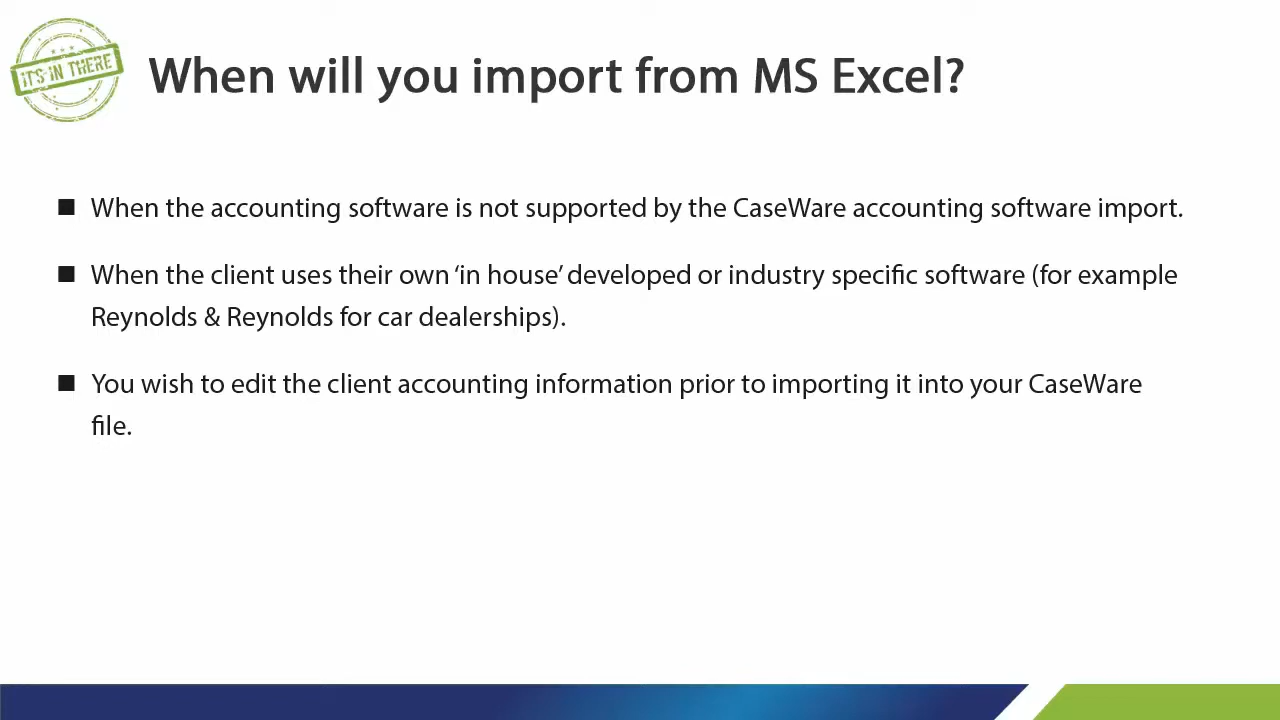 ITS IN THERE
When will you import from MS Excel?
■ When the accounting software is not supported by the CaseWare accounting software import.
■ When the client uses their own ‘in house’ developed or industry specific software (for example
Reynolds & Reynolds for car dealerships).
■ You wish to edit the client accounting information prior to importing it into your CaseWare
file.